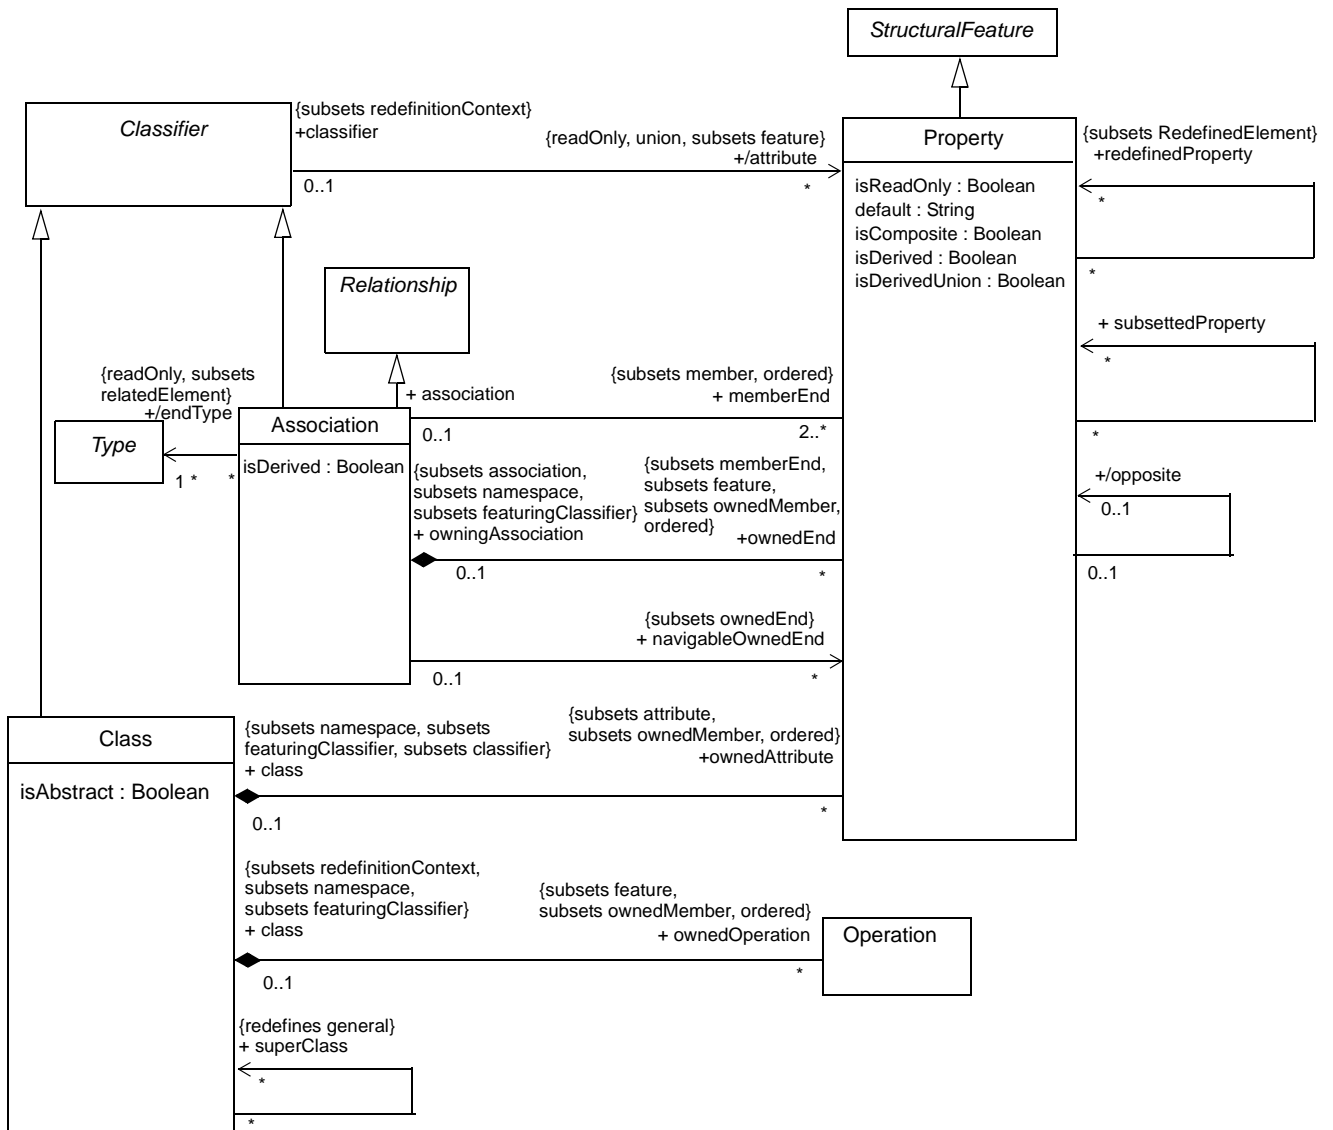 StructuralFeature
Classifier
{subsets redefinitionContext}
+classifier
0..1
{readOnly, union, subsets feature}
+/attribute
*
Property
isReadOnly : Boolean
default : String
isComposite : Boolean
isDerived : Boolean
isDerivedUnion : Boolean
{subsets RedefinedElement}
+redefinedProperty
*
*
+ subsettedProperty
*
*
+/opposite
0..1
0..1
Relationship
{readOnly, subsets
relatedElement}
+/endType
Type
1 *
*
Association
isDerived : Boolean
+ association
0..1
{subsets member, ordered}
+ memberEnd
2..*
{subsets association,
subsets namespace,
subsets featuringClassifier}
+ owningAssociation
0..1
{subsets memberEnd,
subsets feature,
subsets ownedMember,
ordered}
+ownedEnd
*
{subsets ownedEnd}
+ navigableOwnedEnd
0..1
*
Class
isAbstract : Boolean
{subsets namespace, subsets
featuringClassifier, subsets classifier}
+ class
0..1
{subsets attribute,
subsets ownedMember, ordered}
+ownedAttribute
*
{subsets redefinitionContext,
subsets namespace,
subsets featuringClassifier}
+ class
0..1
{subsets feature,
subsets ownedMember, ordered}
+ ownedOperation
*
Operation
{redefines general}
+ superClass
*
*